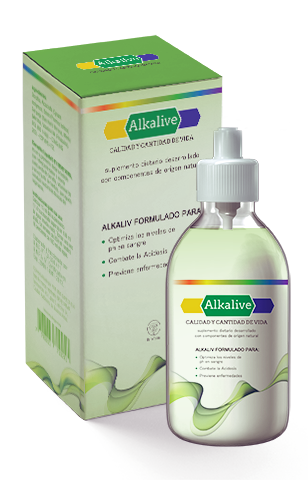 Alkalive
Alkalive
CALIDAD Y CANTIDAD DE VIDA
suplemento dietario desarrollado
con componentes de origen natural
ALKALIV FORMULADO PARA:
• Optimiza los niveles de
ph en sangre
• Combate la Acidosis
• Previene enfermedades
Alkalive
CALIDAD Y CANTIDAD DE VIDA
suplemento dietario desarrollado
con componentes de origen natural
ALKALIV FORMULADO PARA:
• Optimiza los niveles de
ph en sangre
• Combate la Acidosis
• Previene enfermedades